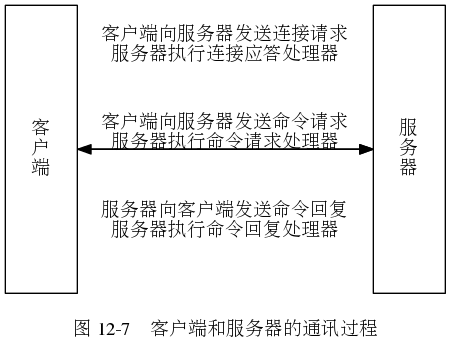 客户端向服务器发送连接请求
服务器执行连接应答处理器
客户端向服务器发送命令请求
服务器执行命令请求处理器
客户端
服务器
服务器向客户端发送命令回复
服务器执行命令回复处理器
图 12-7 客户端和服务器的通讯过程